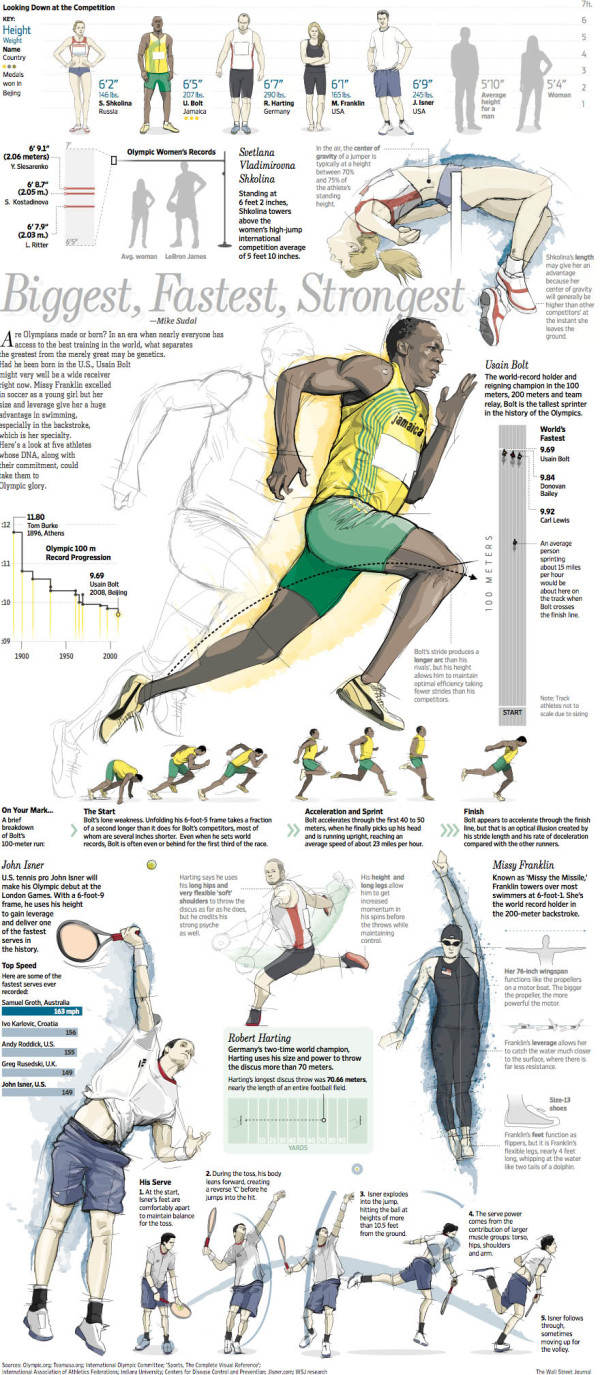 Looking Down at the Competition
7ft.
6
5
4
3
2
1
KEY:
Height
Weight
Name
Country
Medals
won in
Beijing
6'2"
146 lbs.
S. Shkolina
Russia
6'5"
207 lbs.
U. Bolt
Jamaica
6'7"
290 lbs.
R. Harting
Germany
6'1"
165 lbs.
M. Franklin
USA
6'9"
245 lbs.
J. Isner
USA
5'10"
Average
height for
a man
5'4"
Woman
6' 9.1"
(2.06 meters)
Y. Slesarenko
6' 8.7"
(2.05 m.)
S. Kostadinova
6' 7.9"
(2.03 m.)
L. Ritter
7'
6'5"
Olympic Women's Records
Avg. woman
LeBron James
Svetlana
Vladimirovna
Shkolina
Standing at
6 feet 2 inches,
Shkolina towers
above the
women's high-jump
international
competition average
of 5 feet 10 inches.
In the air, the center of
gravity of a jumper is
typically at a height
between 70%
and 75% of
the athlete's
standing
height.
Shkolina's length
may give her an
advantage
because her
center of gravity
will generally be
higher than other
competitors' at
the instant she
leaves the
ground.
Biggest, Fastest, Strongest
—Mike Sudal
Are Olympians made or born? In an era when nearly everyone has
access to the best training in the world, what separates
the greatest from the merely great may be genetics.
Had he been born in the U.S., Usain Bolt
might very well be a wide receiver
right now. Missy Franklin excelled
in soccer as a young girl but her
size and leverage give her a huge
advantage in swimming,
especially in the backstroke,
which is her specialty.
Here's a look at five athletes
whose DNA, along with
their commitment, could
take them to
Olympic glory.
Jamaica
Usain Bolt
The world-record holder and
reigning champion in the 100
meters, 200 meters and team
relay, Bolt is the tallest sprinter
in the history of the Olympics.
World's
Fastest
9.69
Usain Bolt
9.84
Donovan
Bailey
9.92
Carl Lewis
An average
person
sprinting
about 15 miles
per hour
would be
about here on
the track when
Bolt crosses
the finish line.
100 METERS
START
Note: Track
athletes not to
scale due to sizing
:12
:11
:10
:09
11.80
Tom Burke
1896, Athens
Olympic 100 m
Record Progression
9.69
Usain Bolt
2008, Beijing
1900
1950
2000
Bolt's stride produces a
longer arc than his
rivals', but his height
allows him to maintain
optimal efficiency taking
fewer strides than his
competitors.
On Your Mark...
A brief
breakdown
of Bolt's
100-meter run:
The Start
Bolt's lone weakness. Unfolding his 6-foot-5 frame takes a fraction
of a second longer than it does for Bolt's competitors, most of
whom are several inches shorter. Even when he sets world
records, Bolt is often even or behind for the first third of the race.
Acceleration and Sprint
Bolt accelerates through the first 40 to 50
meters, when he finally picks up his head
and is running upright, reaching an
average speed of about 23 miles per hour.
Finish
Bolt appears to accelerate through the finish
line, but that is an optical illusion created by
his stride length and his rate of deceleration
compared with the other runners.
John Isner
U.S. tennis pro John Isner will
make his Olympic debut at the
London Games. With a 6-foot-9
frame, he uses his height
to gain leverage
and deliver one
of the fastest
serves in
the history.
Top Speed
Here are some of the
fastest serves ever
recorded:
Samuel Groth, Australia
163 mph
Ivo Karlovic, Croatia
156
Andy Roddick, U.S.
155
Greg Rusedski, U.K.
149
John Isner, U.S.
149
Harting says he uses
his long hips and
very flexible 'soft'
shoulders to throw
the discus as far as
he does, but
he credits his
strong psyche
as well.
His height and
long legs allow
him to get
increased
momentum in
his spins before
the throws while
maintaining
control.
Robert Harting
Germany's two-time world champion,
Harting uses his size and power to throw
the discus more than 70 meters.
Harting's longest discus throw was 70.66 meters,
nearly the length of an entire football field.
10 20 30 40 50 60 70 80 90
YARDS
Missy Franklin
Known as 'Missy the Missile,'
Franklin towers over most
swimmers at 6-foot-1. She's
the world record holder in
the 200-meter backstroke.
Her 76-inch wingspan
functions like the propellers
on a motor boat. The bigger
the propeller, the more
powerful the motor.
Franklin's leverage allows her
to catch the water much closer
to the surface, where there is
far less resistance.
Size-13
shoes
Franklin's feet function as
flippers, but it is Franklin's
flexible legs, nearly 4 feet
long, whipping at the water
like two tails of a dolphin.
His Serve
1. At the start,
Isner's feet are
comfortably apart
to maintain balance
for the toss.
2. During the toss, his body
leans forward, creating
a reverse 'C' before he
jumps into the hit.
3. Isner explodes
into the jump,
hitting the ball at
heights of more
than 10.5 feet
from the ground.
4. The serve power
comes from the
contribution of larger
muscle groups: torso,
hips, shoulders
and arm.
5. Isner follows
through,
sometimes
moving up for
the volley.
Sources: Olympic.org; Teamusa.org; International Olympic Committee; 'Sports, The Complete Visual Reference';
International Association of Athletics Federations; Indiana University; Centers for Disease Control and Prevention; JIsner.com; WSJ research
The Wall Street Journal